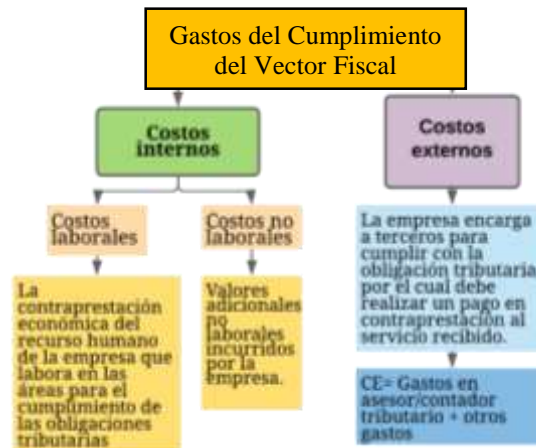 Gastos del Cumplimiento
del Vector Fiscal
Costos
internos
Costos
externos
Costos
laborales
Costos no
laborales
La empresa encarga
a terceros para
cumplir con la
obligación tributaria
por el cual debe
realizar un pago en
contraprestación al
servicio recibido.
La
contraprestación
económica del
recurso humano
de la empresa que
labora en las
áreas para el
cumplimiento de
las obligaciones
tributarias
Valores
adicionales
no
laborales
incurridos
por la
empresa.
CE= Gastos en
asesor/contador
tributario + otros
gastos